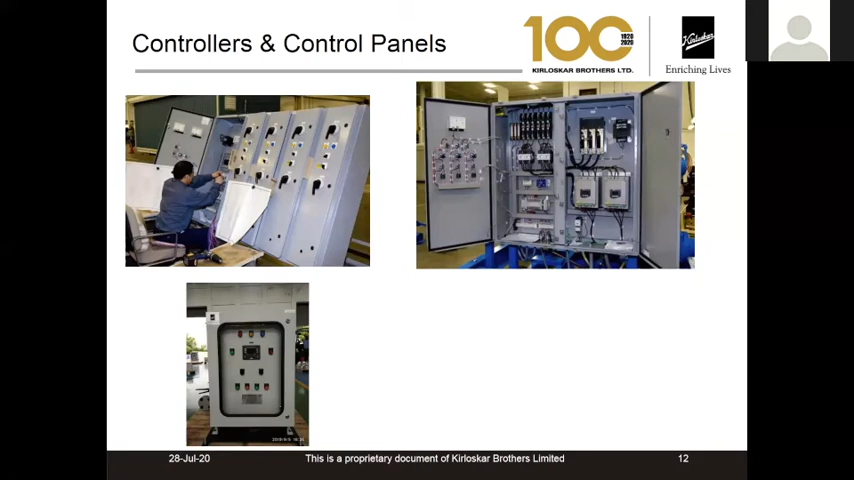 Controllers & Control Panels
100
1920
2020
KIRLOSKAR BROTHERS LTD.
Kirloskar
Enriching Lives
28-Jul-20
This is a proprietary document of Kirloskar Brothers Limited
12